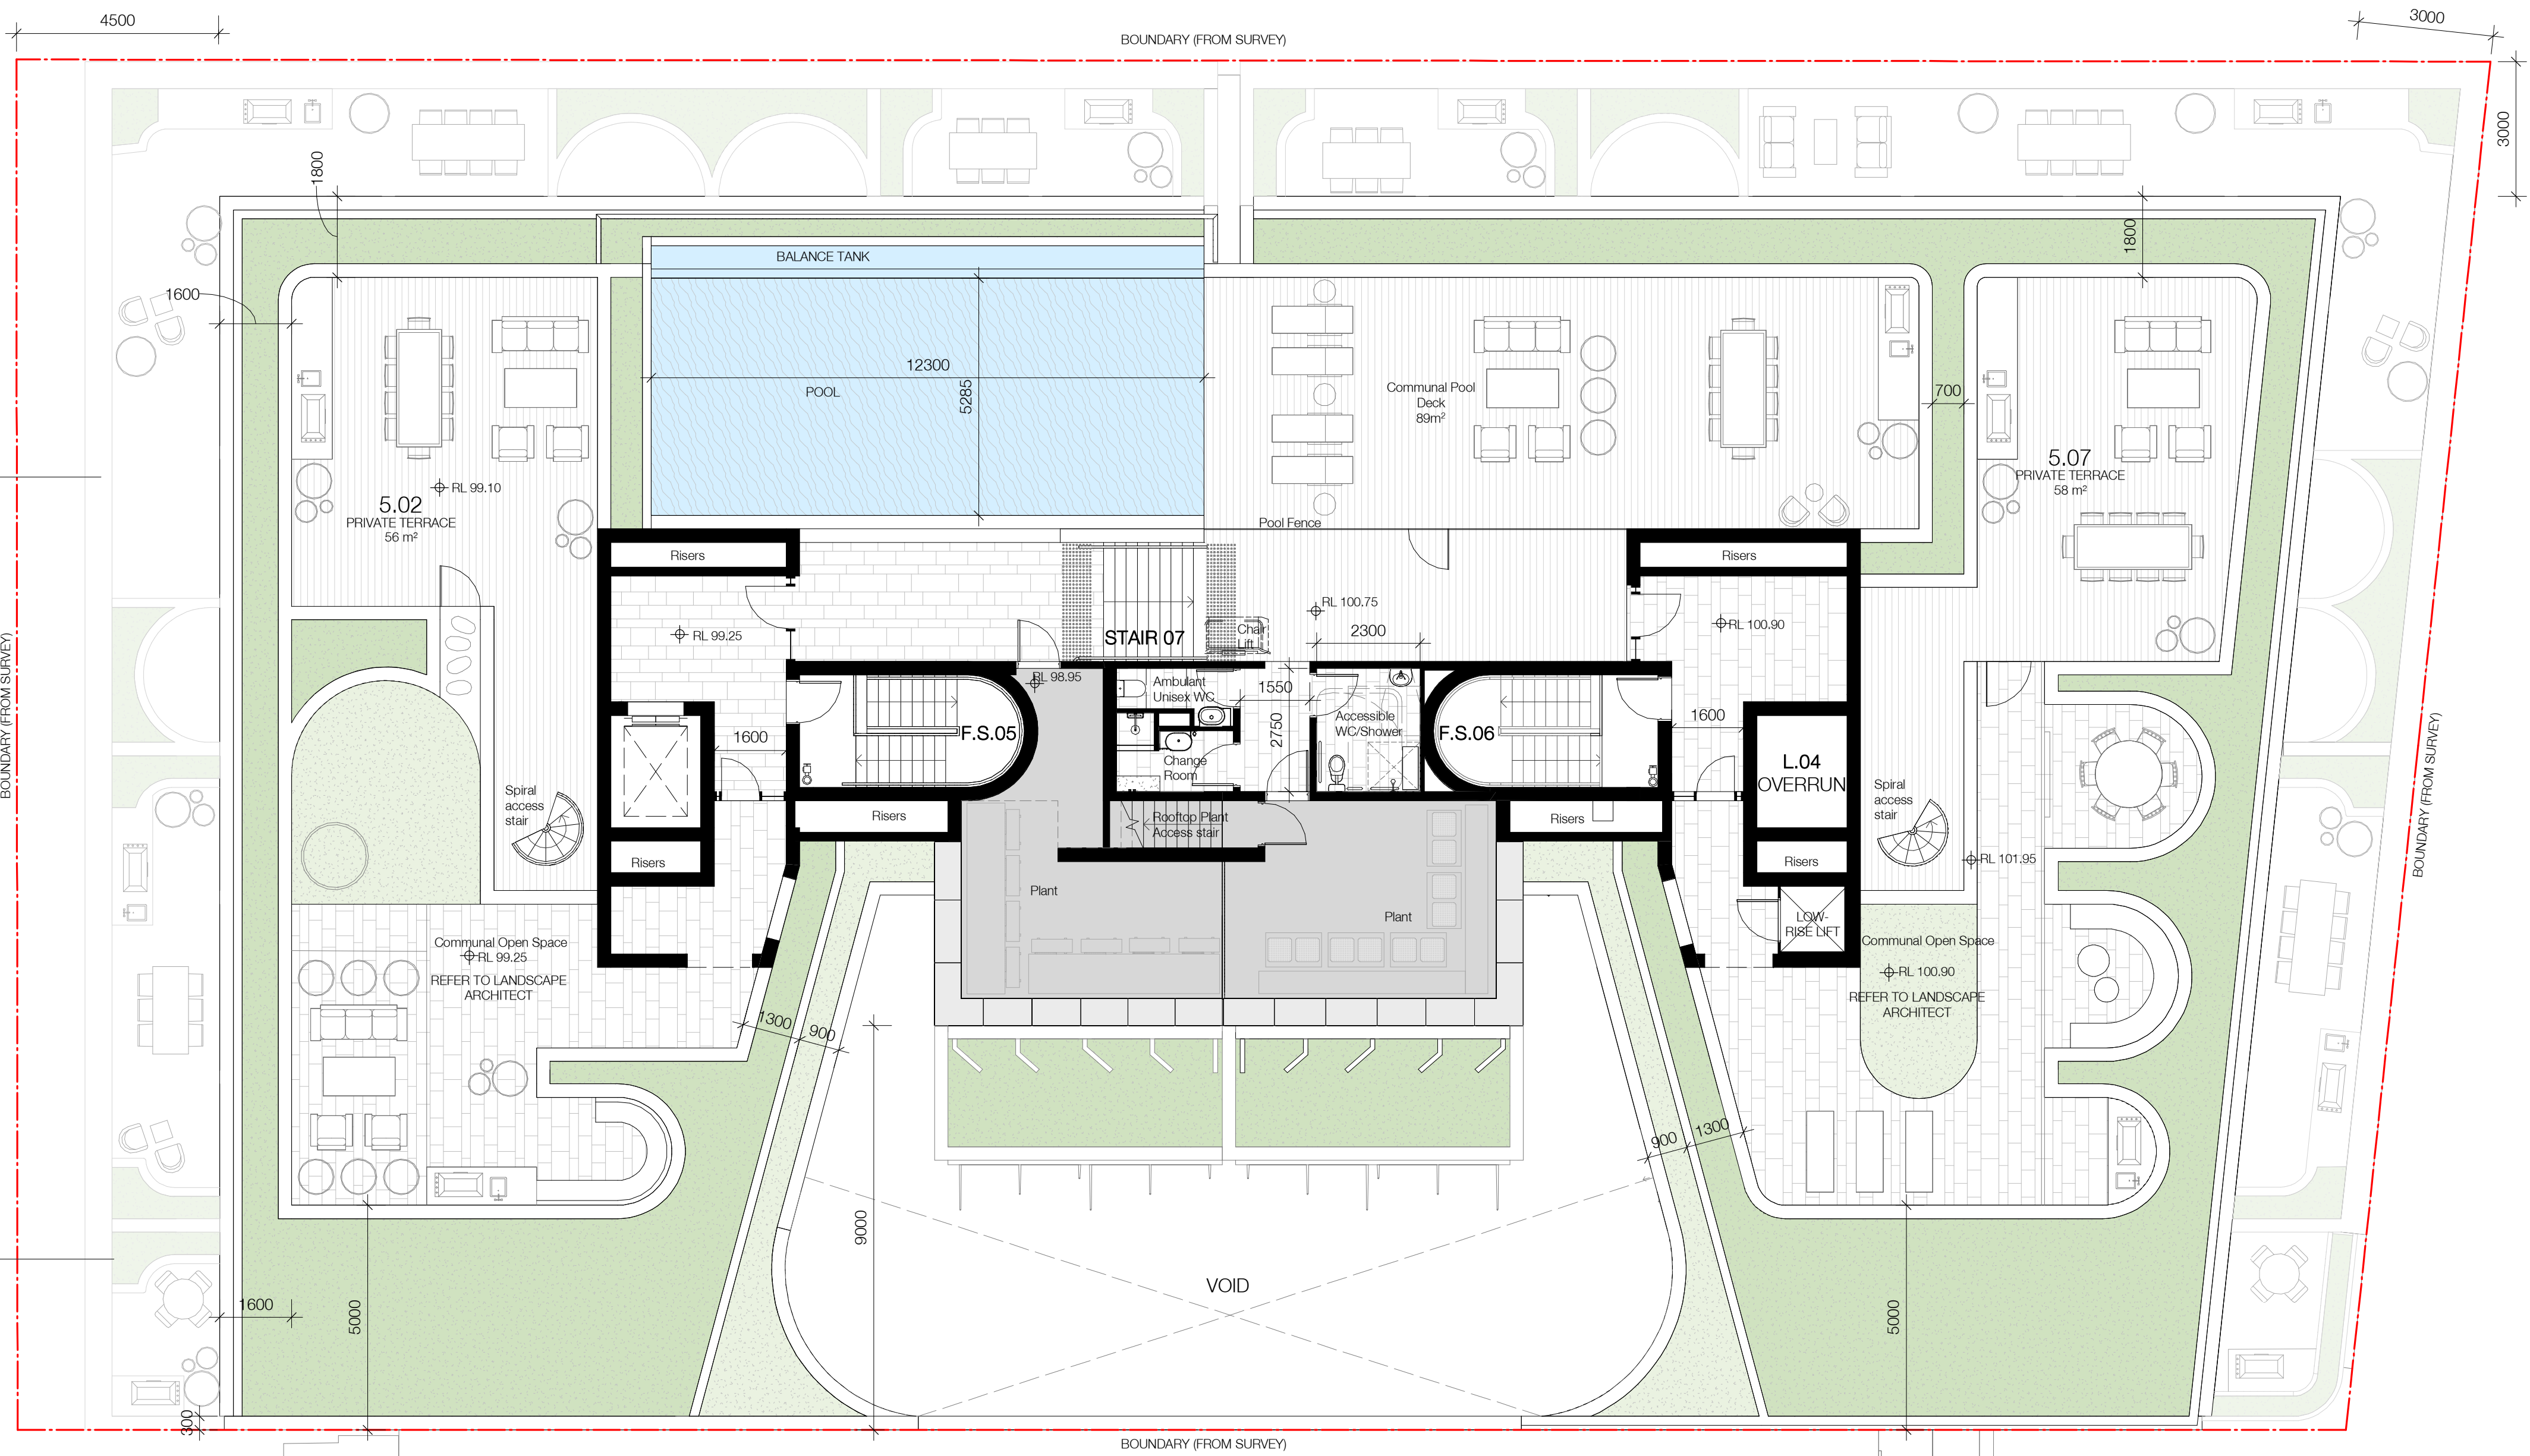 4500
3000
BOUNDARY (FROM SURVEY)
3000
1800
1800
BALANCE TANK
1600
12300
POOL
5285
Communal Pool
Deck
89m²
700
5.07
PRIVATE TERRACE
58 m²
RL 99.10
5.02
PRIVATE TERRACE
56 m²
Pool Fence
Risers
Risers
RL 99.25
STAIR 07
Chair
Lift
RL 100.75
2300
RL 100.90
BOUNDARY (FROM SURVEY)
RL 98.95
Ambulant
Unisex WC
1550
2750
Accessible
WC/Shower
1600
F.S.05
F.S.06
1600
Change
Room
L.04
OVERRUN
BOUNDARY (FROM SURVEY)
Spiral
access
stair
Spiral
access
stair
Risers
Rooftop Plant
Access stair
Risers
Risers
Risers
RL 101.95
Plant
Plant
LOW-
RISE LIFT
Communal Open Space
RL 99.25
REFER TO LANDSCAPE
ARCHITECT
Communal Open Space
RL 100.90
REFER TO LANDSCAPE
ARCHITECT
1300
900
900
1300
9000
VOID
1600
5000
5000
300
BOUNDARY (FROM SURVEY)